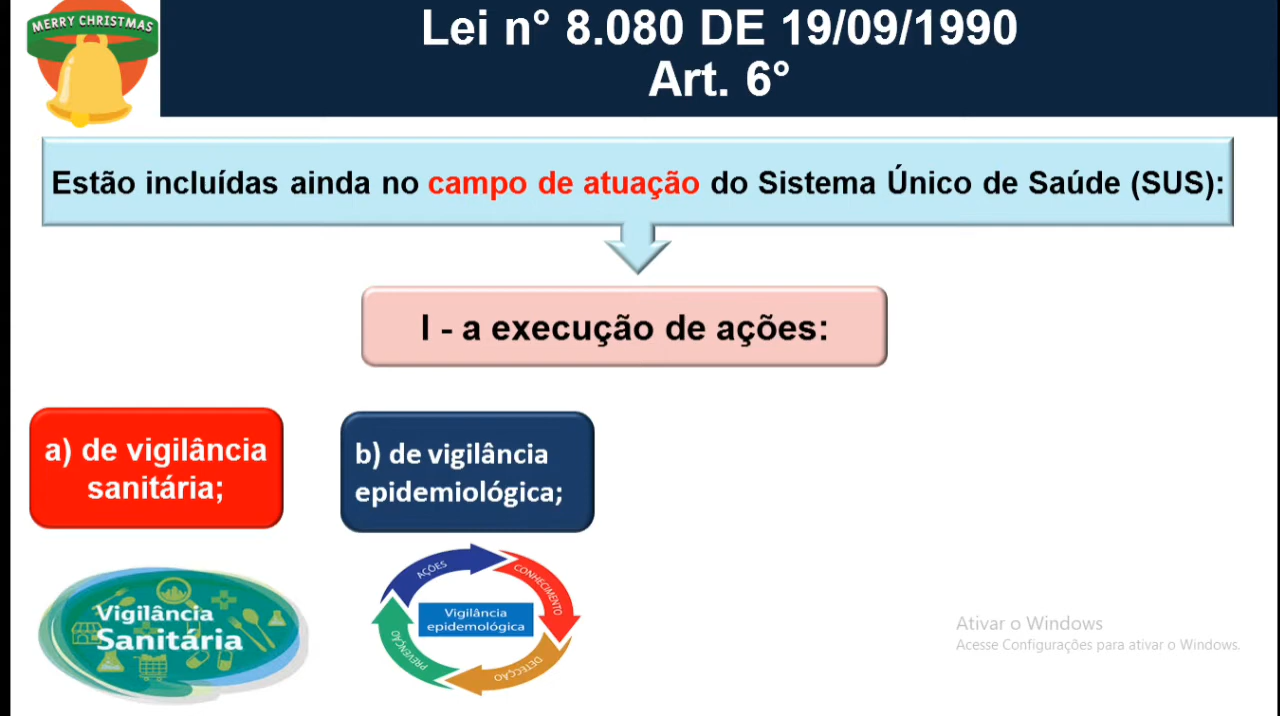 MERRY CHRISTMAS
Lei n° 8.080 DE 19/09/1990
Art. 6°
Estão incluídas ainda no campo de atuação do Sistema Único de Saúde (SUS):
I - a execução de ações:
a) de vigilância
sanitária;
b) de vigilância
epidemiológica;
Vigilância
Sanitária
AÇÕES
CONHECIMENTO
Vigilância
epidemiológica
PREVENÇÃO
DETECÇÃO
Ativar o Windows
Acesse Configurações para ativar o Windows.